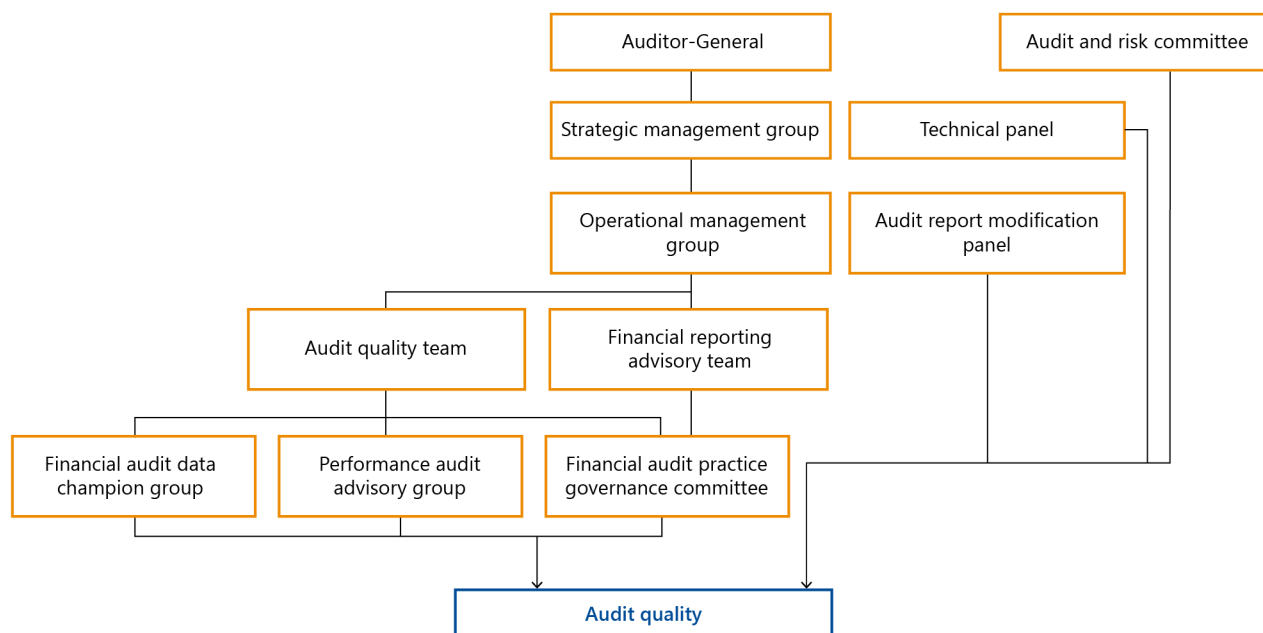 Auditor-General
Audit and risk committee
Strategic management group
Technical panel
Operational management
group
Audit report modification
panel
Audit quality team
Financial reporting
advisory team
Financial audit data
champion group
Performance audit
advisory group
Financial audit practice
governance committee
Audit quality